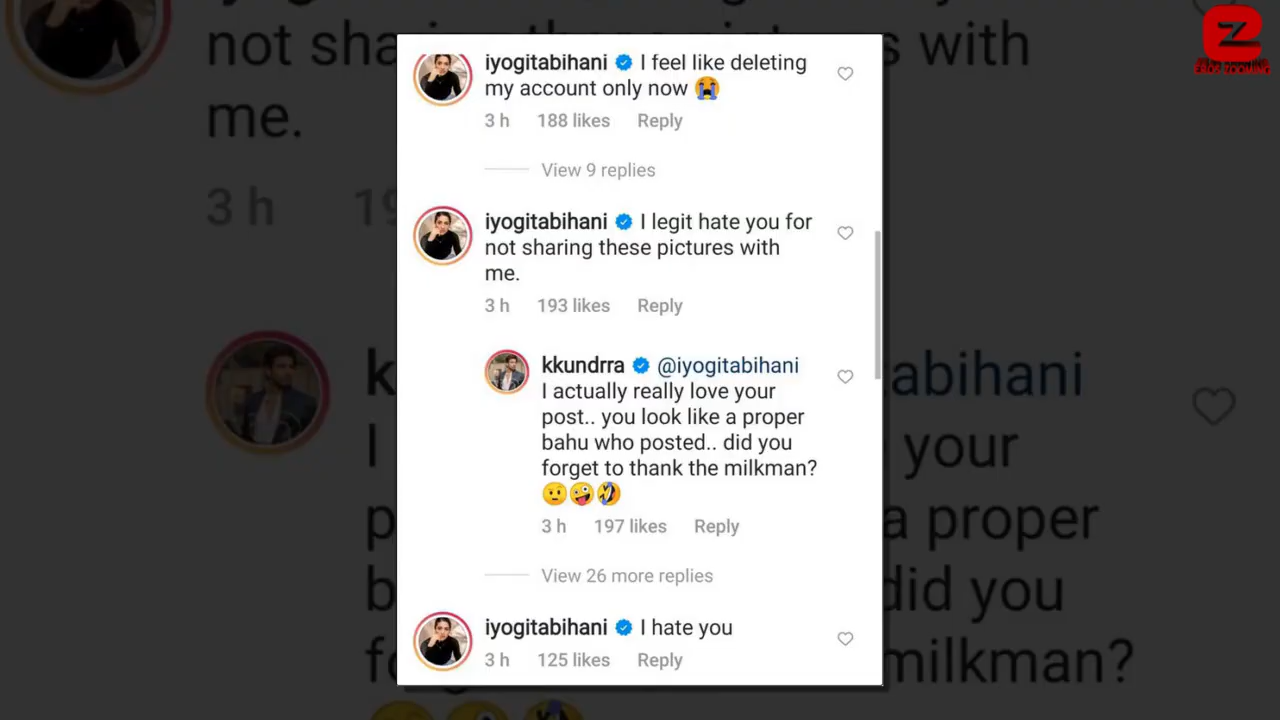 iyogitabihani I feel like deleting
my account only now 😭
3 h 188 likes Reply
View 9 replies
iyogitabihani I legit hate you for
not sharing these pictures with
me.
3 h 193 likes Reply
kkundrra @iyogitabihani
I actually really love your
post.. you look like a proper
bahu who posted.. did you
forget to thank the milkman?
🤨🤪🤣
3 h 197 likes Reply
View 26 more replies
iyogitabihani I hate you
3 h 125 likes Reply